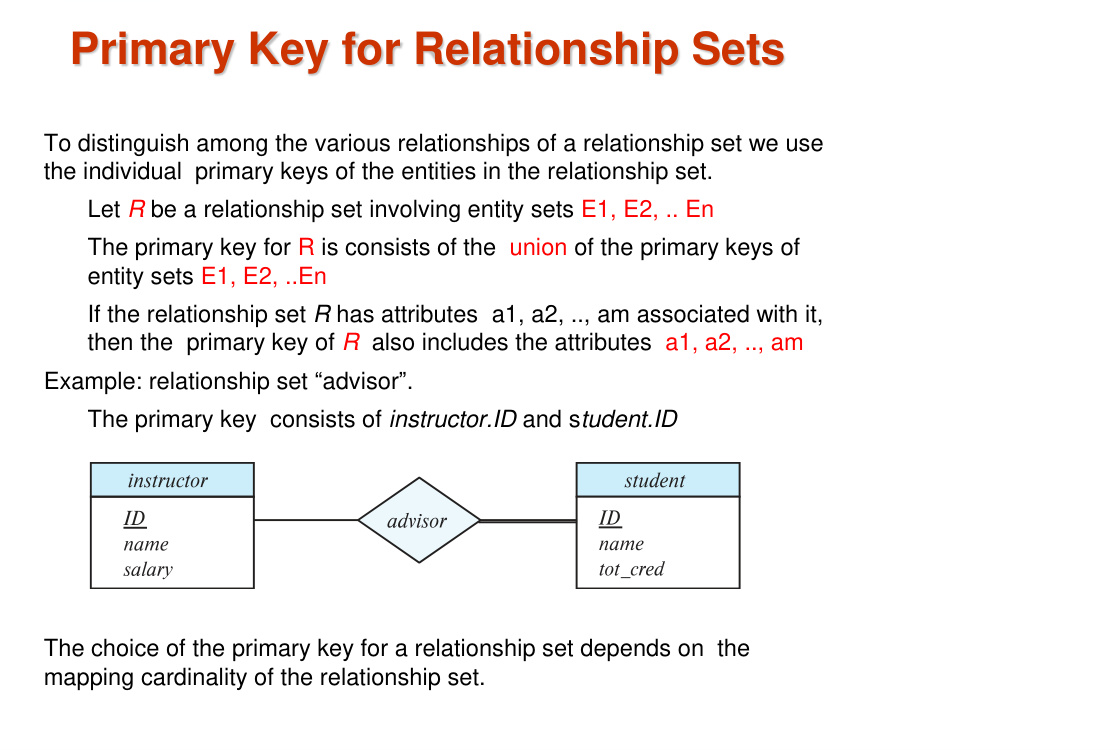 Primary Key for Relationship Sets
To distinguish among the various relationships of a relationship set we use
the individual  primary keys of the entities in the relationship set.
Let R be a relationship set involving entity sets E1, E2, .. En
The primary key for R is consists of the  union of the primary keys of
entity sets E1, E2, ..En
If the relationship set R has attributes  a1, a2, .., am associated with it,
then the  primary key of R  also includes the attributes  a1, a2, .., am
Example: relationship set “advisor”.
The primary key  consists of instructor.ID and student.ID
instructor
ID
name
salary
advisor
student
ID
name
tot_cred
The choice of the primary key for a relationship set depends on  the
mapping cardinality of the relationship set.